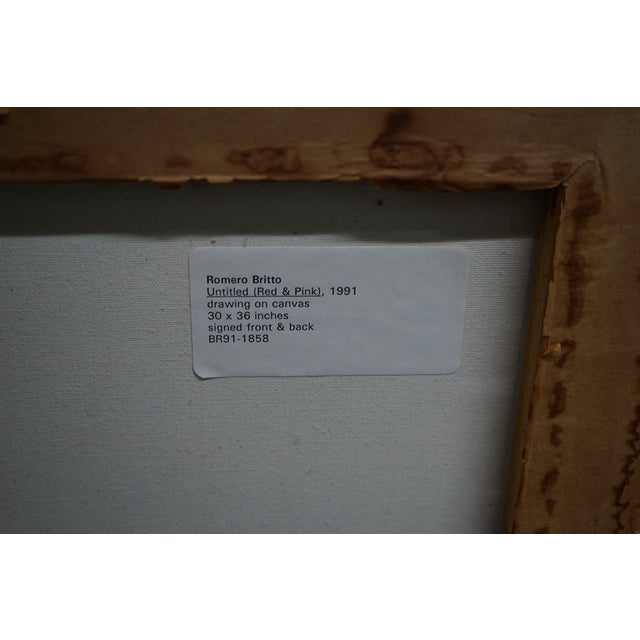 Romero Britto
Untitled (Red & Pink), 1991
drawing on canvas
30 x 36 inches
signed front & back
BR91-1858